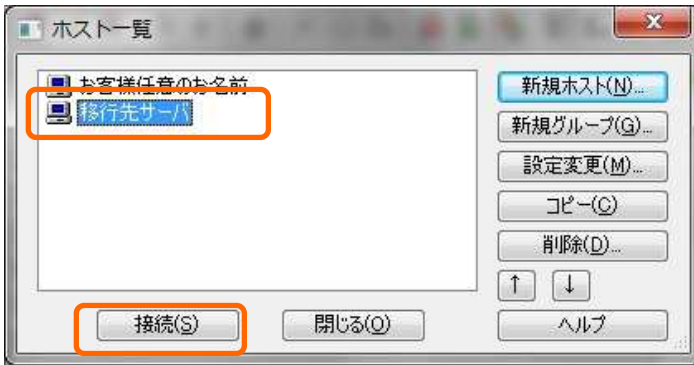 ホスト一覧
お客様任意のお名前
移行先サーバ
新規ホスト(N)...
新規グループ(G)...
設定変更(M)...
コピー(C)
削除(D)...
↑ ↓
接続(S) 閉じる(O) ヘルプ